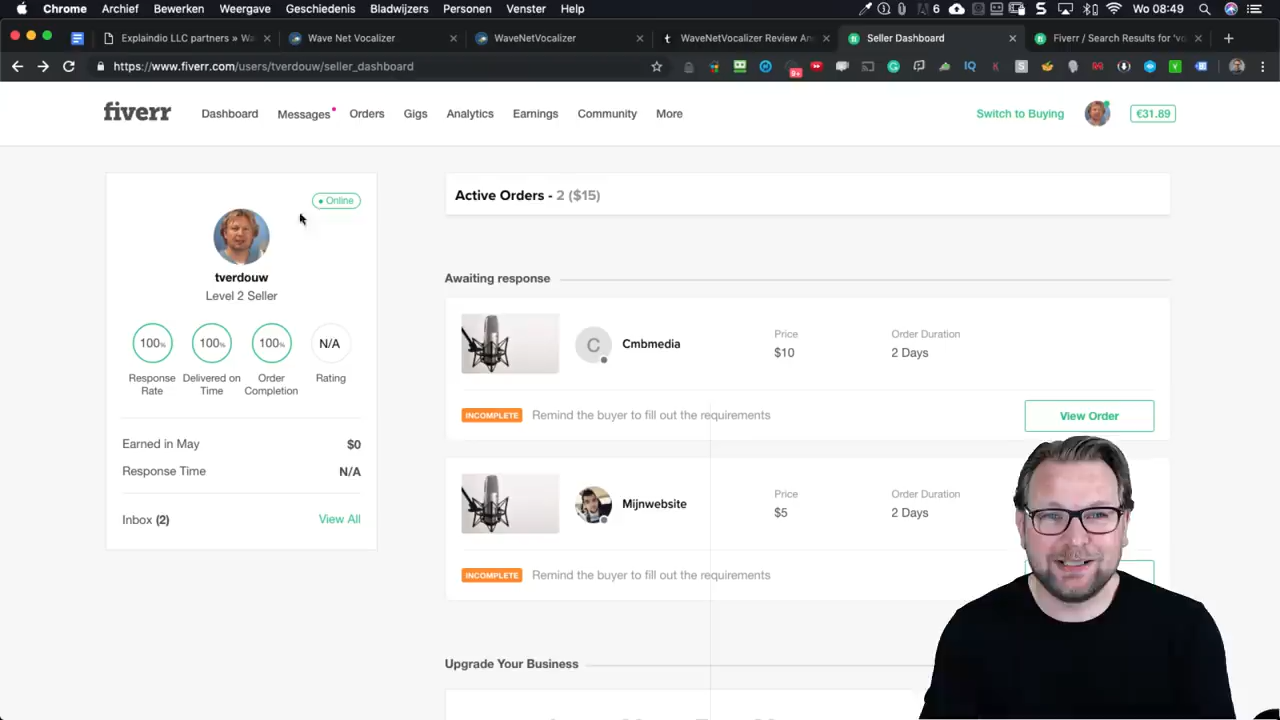 Chrome Archief Bewerken Weergave Geschiedenis Bladwijzers Personen Venster Help 6 Wo 08:49
Explaindio LLC partners » Wa
Wave Net Vocalizer
WaveNetVocalizer
WaveNetVocalizer Review An
Seller Dashboard
Fiverr / Search Results for 'vo
https://www.fiverr.com/users/tverdouw/seller_dashboard
fiverr Dashboard Messages Orders Gigs Analytics Earnings Community More Switch to Buying €31.89
Online
tverdouw
Level 2 Seller
100% 100% 100% N/A
Response Rate
Delivered on Time
Order Completion
Rating
Earned in May $0
Response Time N/A
Inbox (2) View All
Active Orders - 2 ($15)
Awaiting response
C Cmbmedia
Price
$10
Order Duration
2 Days
INCOMPLETE Remind the buyer to fill out the requirements View Order
Mijnwebsite
Price
$5
Order Duration
2 Days
INCOMPLETE Remind the buyer to fill out the requirements
Upgrade Your Business